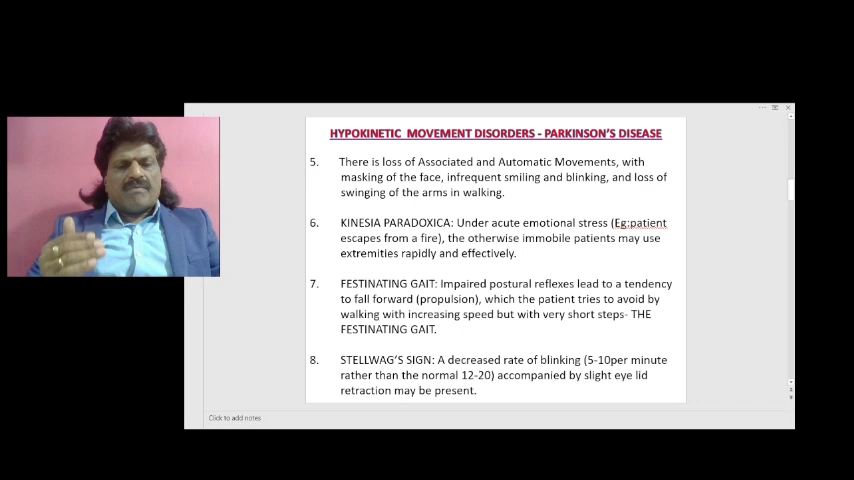 HYPOKINETIC MOVEMENT DISORDERS - PARKINSON'S DISEASE
5. There is loss of Associated and Automatic Movements, with
masking of the face, infrequent smiling and blinking, and loss of
swinging of the arms in walking.
6. KINESIA PARADOXICA: Under acute emotional stress (Eg:patient
escapes from a fire), the otherwise immobile patients may use
extremities rapidly and effectively.
7. FESTINATING GAIT: Impaired postural reflexes lead to a tendency
to fall forward (propulsion), which the patient tries to avoid by
walking with increasing speed but with very short steps- THE
FESTINATING GAIT.
8. STELLWAG'S SIGN: A decreased rate of blinking (5-10per minute
rather than the normal 12-20) accompanied by slight eye lid
retraction may be present.
Click to add notes